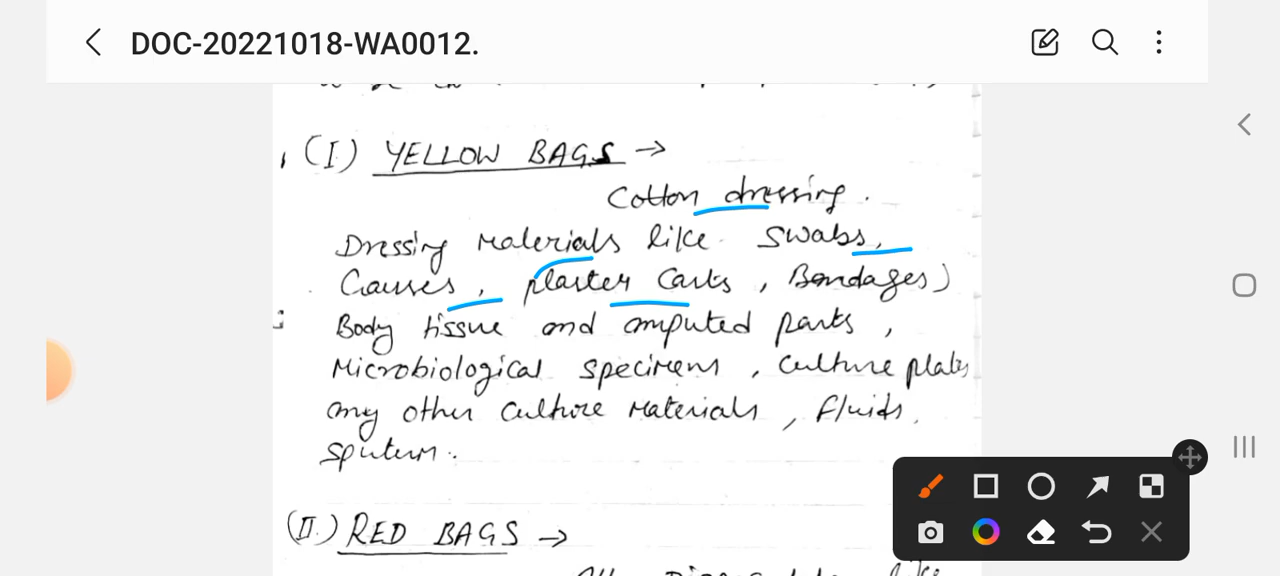 DOC-20221018-WA0012.
(I) YELLOW BAGS →
Cotton dressing.
Dressing Materials like Swabs,
Causes, plaster Casts, Bandages)
Body tissue and amputed parts,
Microbiological specimens, Culture plates
any other Culture Materials, fluids,
sputum.
(II.) RED BAGS →
like